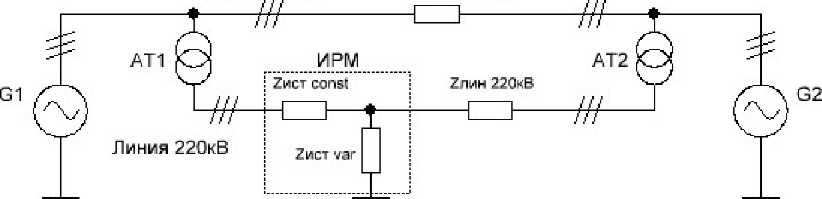 АТ1
ИРМ
АТ2
G1
Zист const
Zлин 220кВ
G2
Линия 220кВ
Zист var